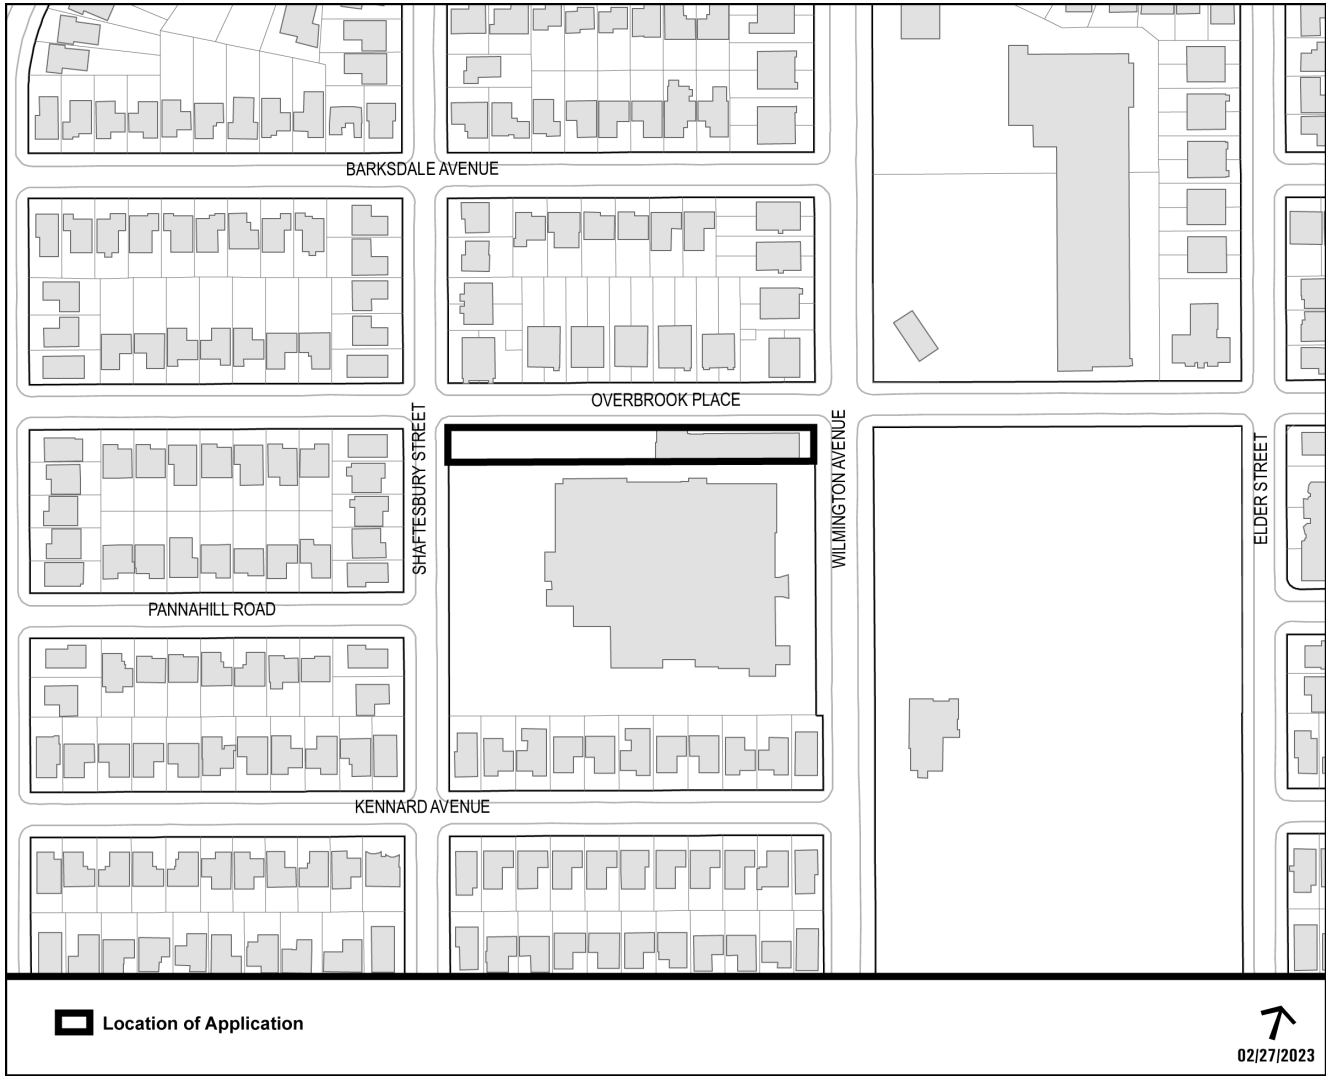 BARKSDALE AVENUE
OVERBROOK PLACE
SHAFTESBURY STREET
WILMINGTON AVENUE
ELDER STREET
PANNAHILL ROAD
KENNARD AVENUE
Location of Application
02/27/2023